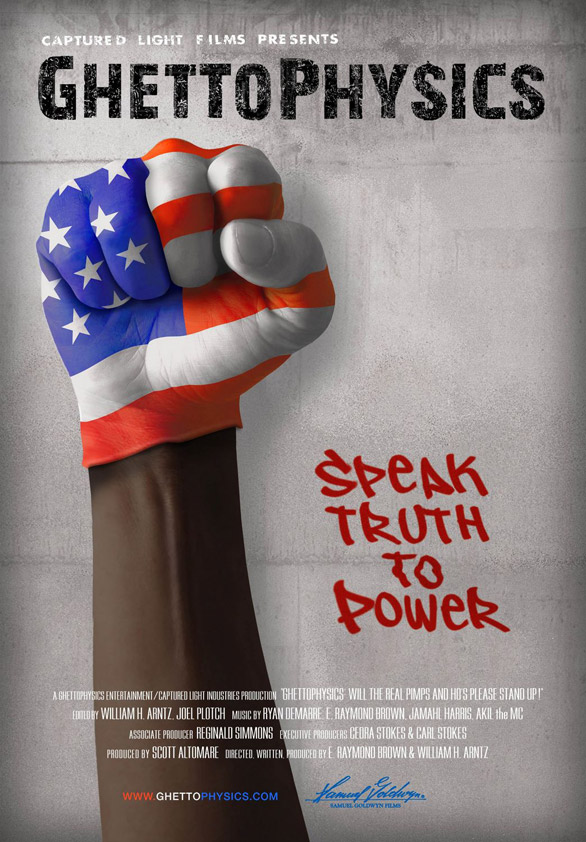 CAPTURED LIGHT FILMS PRESENTS
GHETTOPHYSICS
SPEAK
TRUTH
TO
POWER
A GHETTOPHYSICS ENTERTAINMENT/CAPTURED LIGHT INDUSTRIES PRODUCTION "GHETTOPHYSICS: WILL THE REAL PIMPS AND HO'S PLEASE STAND UP!"
EDITED BY WILLIAM H. ARNTZ, JOEL PLOTCH MUSIC BY RYAN DEMARRE, E. RAYMOND BROWN, JAMAHL HARRIS, AKA. the MC
ASSOCIATE PRODUCER REGINALD SIMMONS EXECUTIVE PRODUCERS CEDRA STOKES & CARL STOKES
PRODUCED BY SCOTT ALTOMARE DIRECTED, WRITTEN, PRODUCED BY E. RAYMOND BROWN & WILLIAM H. ARNTZ
WWW.GHETTOPHYSICS.COM
Samuel Goldwyn
SAMUEL GOLDWYN FILMS